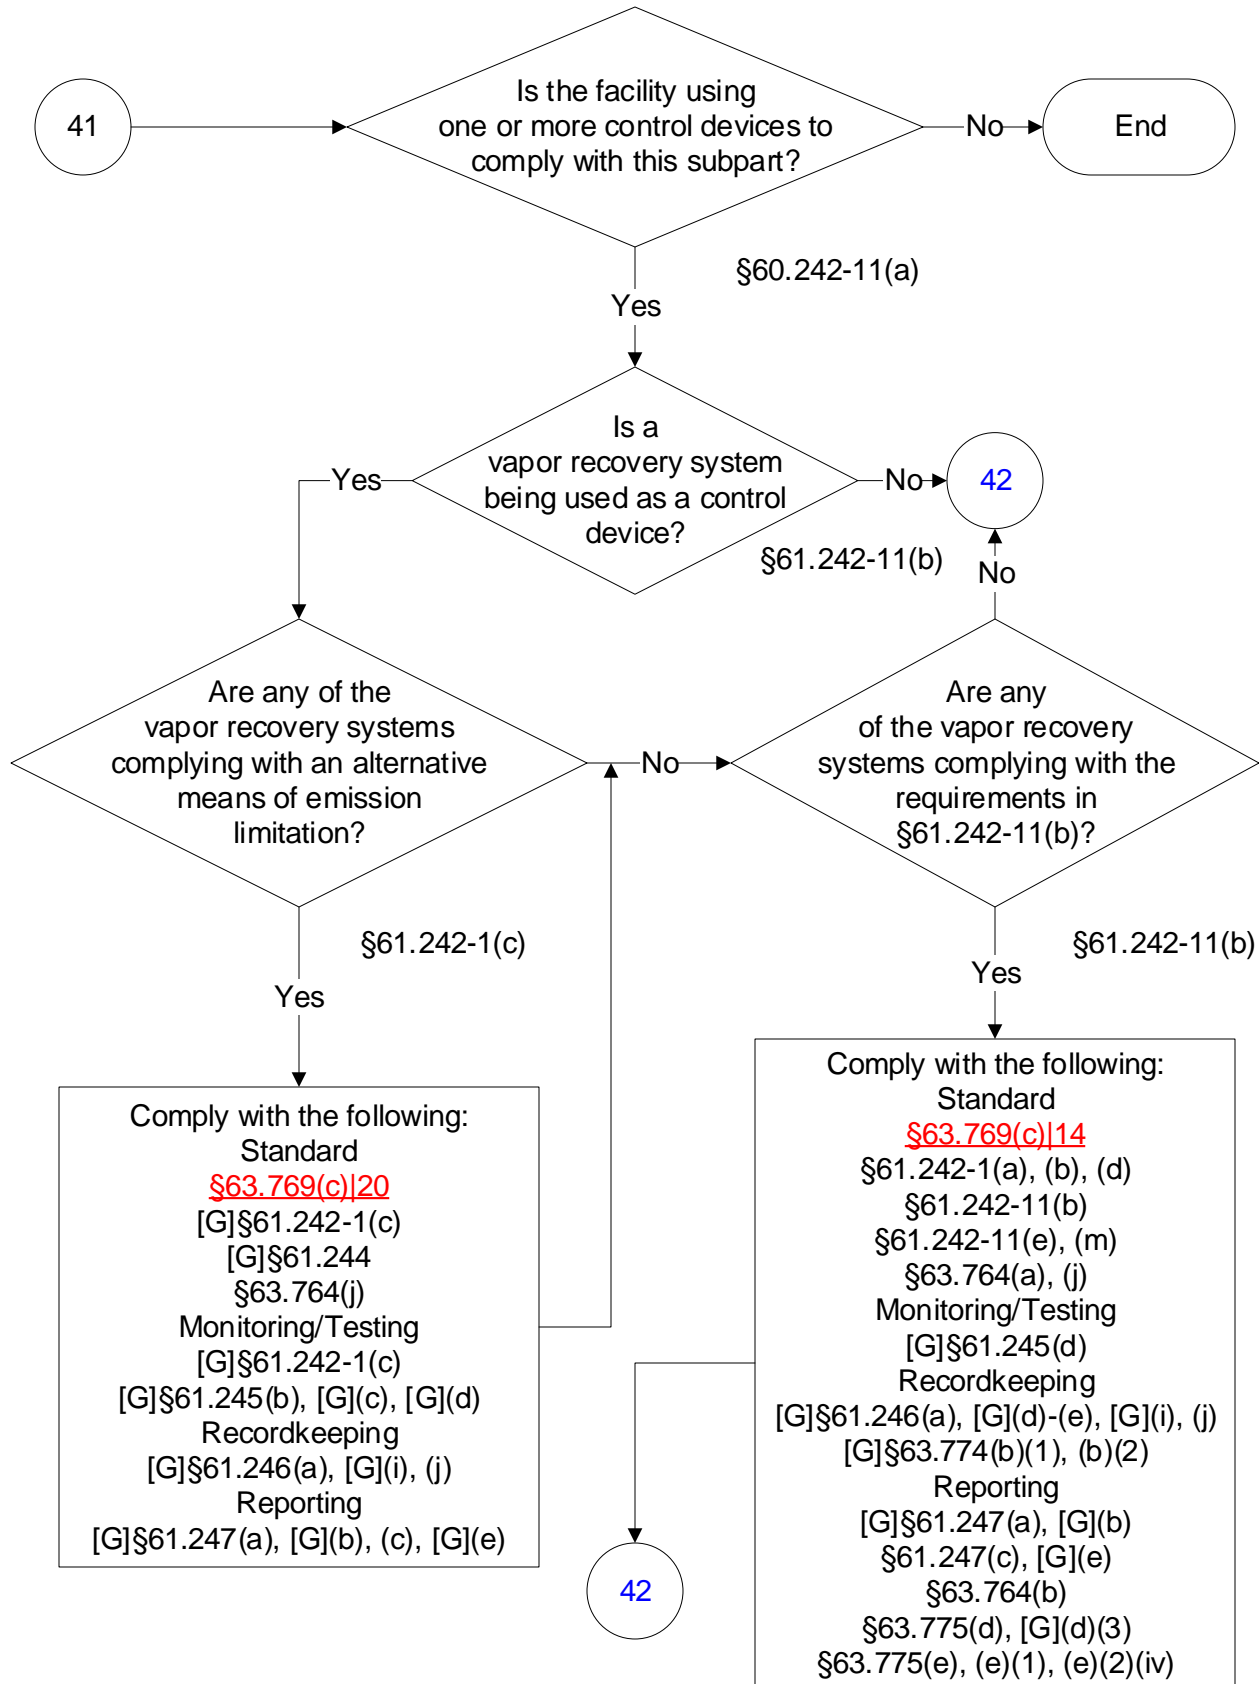 41
Is the facility using
one or more control devices to
comply with this subpart?
No
End
§60.242-11(a)
Yes
Is a
vapor recovery system
being used as a control
device?
Yes
No
42
§61.242-11(b)
No
Are any of the
vapor recovery systems
complying with an alternative
means of emission
limitation?
No
Are any
of the vapor recovery
systems complying with the
requirements in
§61.242-11(b)?
§61.242-1(c)
Yes
§61.242-11(b)
Yes
Comply with the following:
Standard
§63.769(c)|20
[G]§61.242-1(c)
[G]§61.244
§63.764(j)
Monitoring/Testing
[G]§61.242-1(c)
[G]§61.245(b), [G](c), [G](d)
Recordkeeping
[G]§61.246(a), [G](i), (j)
Reporting
[G]§61.247(a), [G](b), (c), [G](e)
Comply with the following:
Standard
§63.769(c)|14
§61.242-1(a), (b), (d)
§61.242-11(b)
§61.242-11(e), (m)
§63.764(a), (j)
Monitoring/Testing
[G]§61.245(d)
Recordkeeping
[G]§61.246(a), [G](d)-(e), [G](i), (j)
[G]§63.774(b)(1), (b)(2)
Reporting
[G]§61.247(a), [G](b)
§61.247(c), [G](e)
§63.764(b)
§63.775(d), [G](d)(3)
§63.775(e), (e)(1), (e)(2)(iv)
42